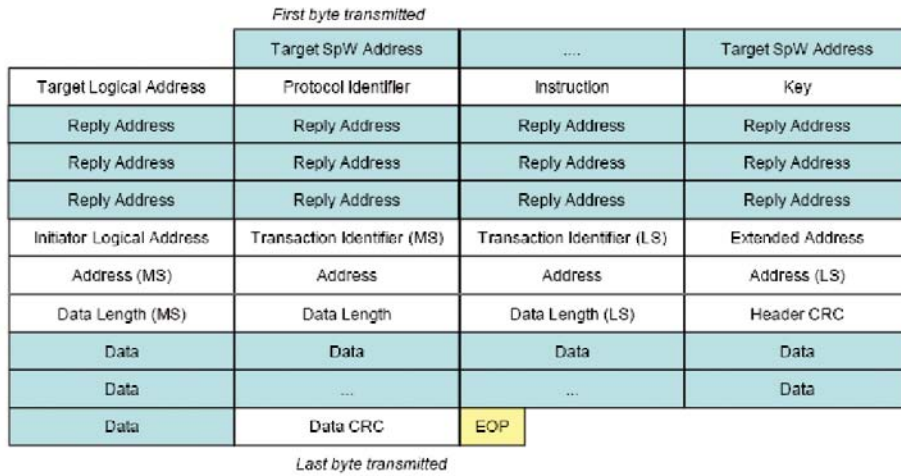 First byte transmitted
Target SpW Address .... Target SpW Address
Target Logical Address Protocol Identifier Instruction Key
Reply Address Reply Address Reply Address Reply Address
Reply Address Reply Address Reply Address Reply Address
Reply Address Reply Address Reply Address Reply Address
Initiator Logical Address Transaction Identifier (MS) Transaction Identifier (LS) Extended Address
Address (MS) Address Address Address (LS)
Data Length (MS) Data Length Data Length (LS) Header CRC
Data Data Data Data
Data ... ... Data
Data Data CRC EOP
Last byte transmitted